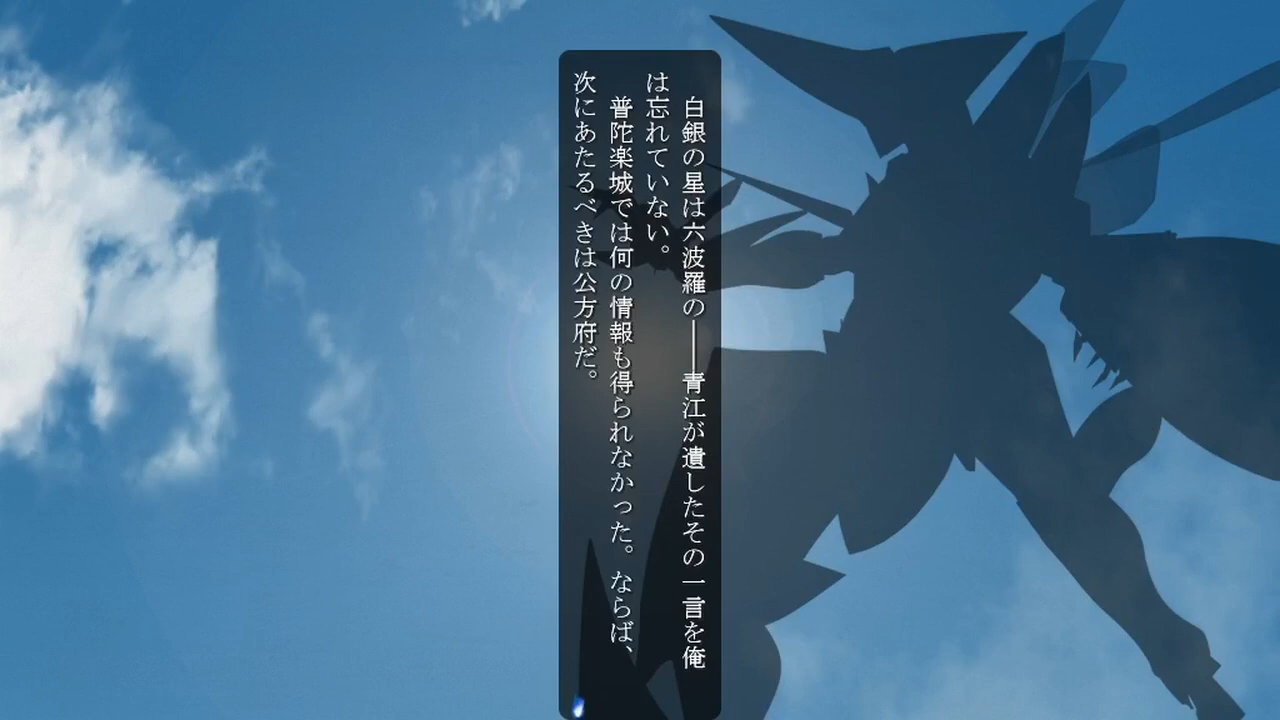 白銀の星は六波羅の――青江が遺したその一言を俺
は忘れていない。
　普陀楽城では何の情報も得られなかった。ならば、
次にあたるべきは公方府だ。